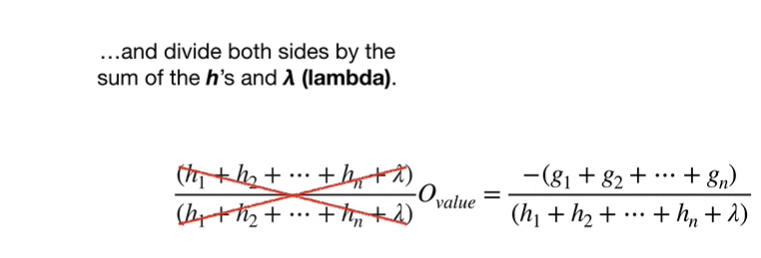 ...and divide both sides by the
sum of the h's and λ (lambda).
(h₁ + h₂ + ··· + hₙ + λ)
(h₁ + h₂ + ··· + hₙ + λ)
O_value =
−(g₁ + g₂ + ··· + gₙ)
(h₁ + h₂ + ··· + hₙ + λ)